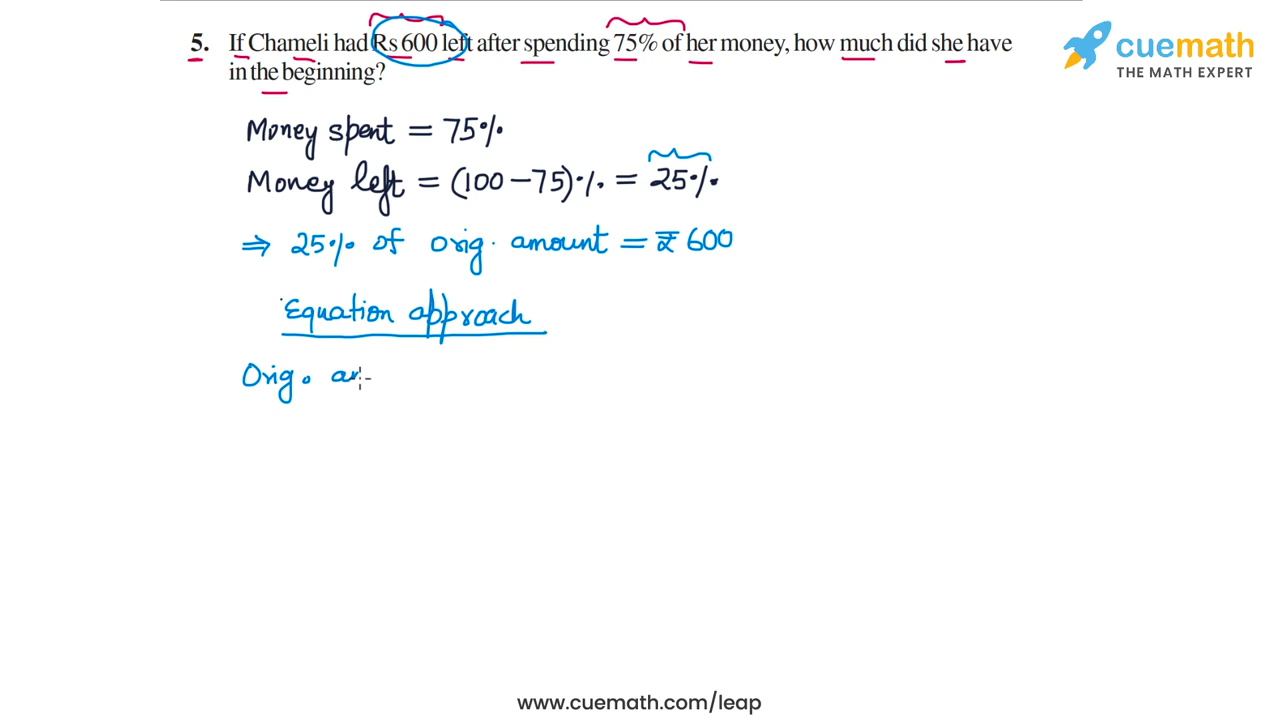 5. If Chameli had Rs 600 left after spending 75% of her money, how much did she have
in the beginning?
cuemath
THE MATH EXPERT
Money spent = 75%
Money left = (100-75)% = 25%
⇒ 25% of orig. amount = ₹ 600
Equation approach
Orig.
www.cuemath.com/leap